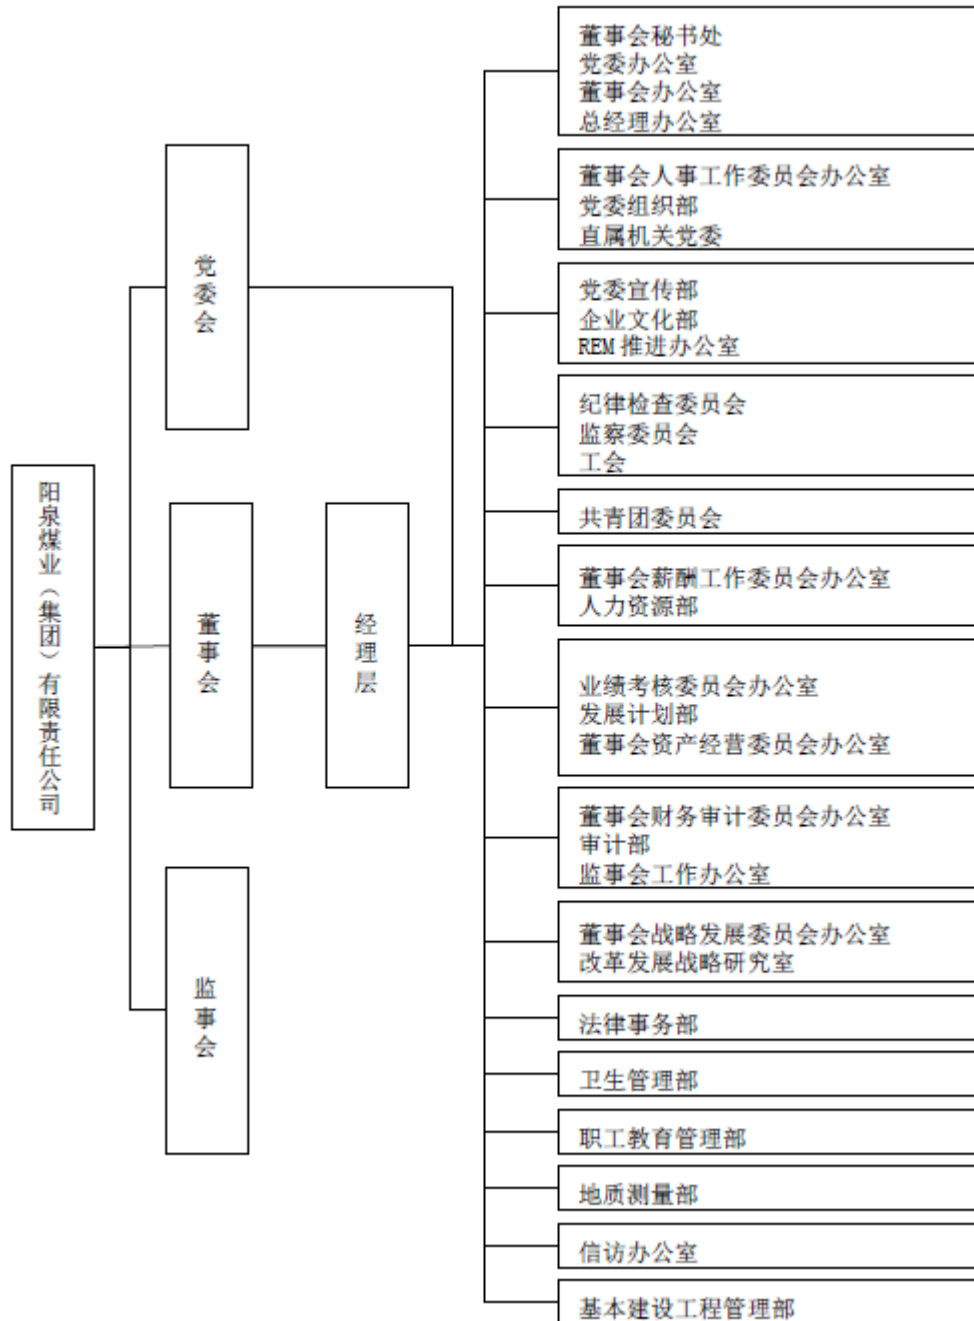 阳泉煤业（集团）有限责任公司
党委会
董事会
监事会
经理层
董事会秘书处
党委办公室
董事会办公室
总经理办公室
董事会人事工作委员会办公室
党委组织部
直属机关党委
党委宣传部
企业文化部
REM 推进办公室
纪律检查委员会
监察委员会
工会
共青团委员会
董事会薪酬工作委员会办公室
人力资源部
业绩考核委员会办公室
发展计划部
董事会资产经营委员会办公室
董事会财务审计委员会办公室
审计部
监事会工作办公室
董事会战略发展委员会办公室
改革发展战略研究室
法律事务部
卫生管理部
职工教育管理部
地质测量部
信访办公室
基本建设工程管理部